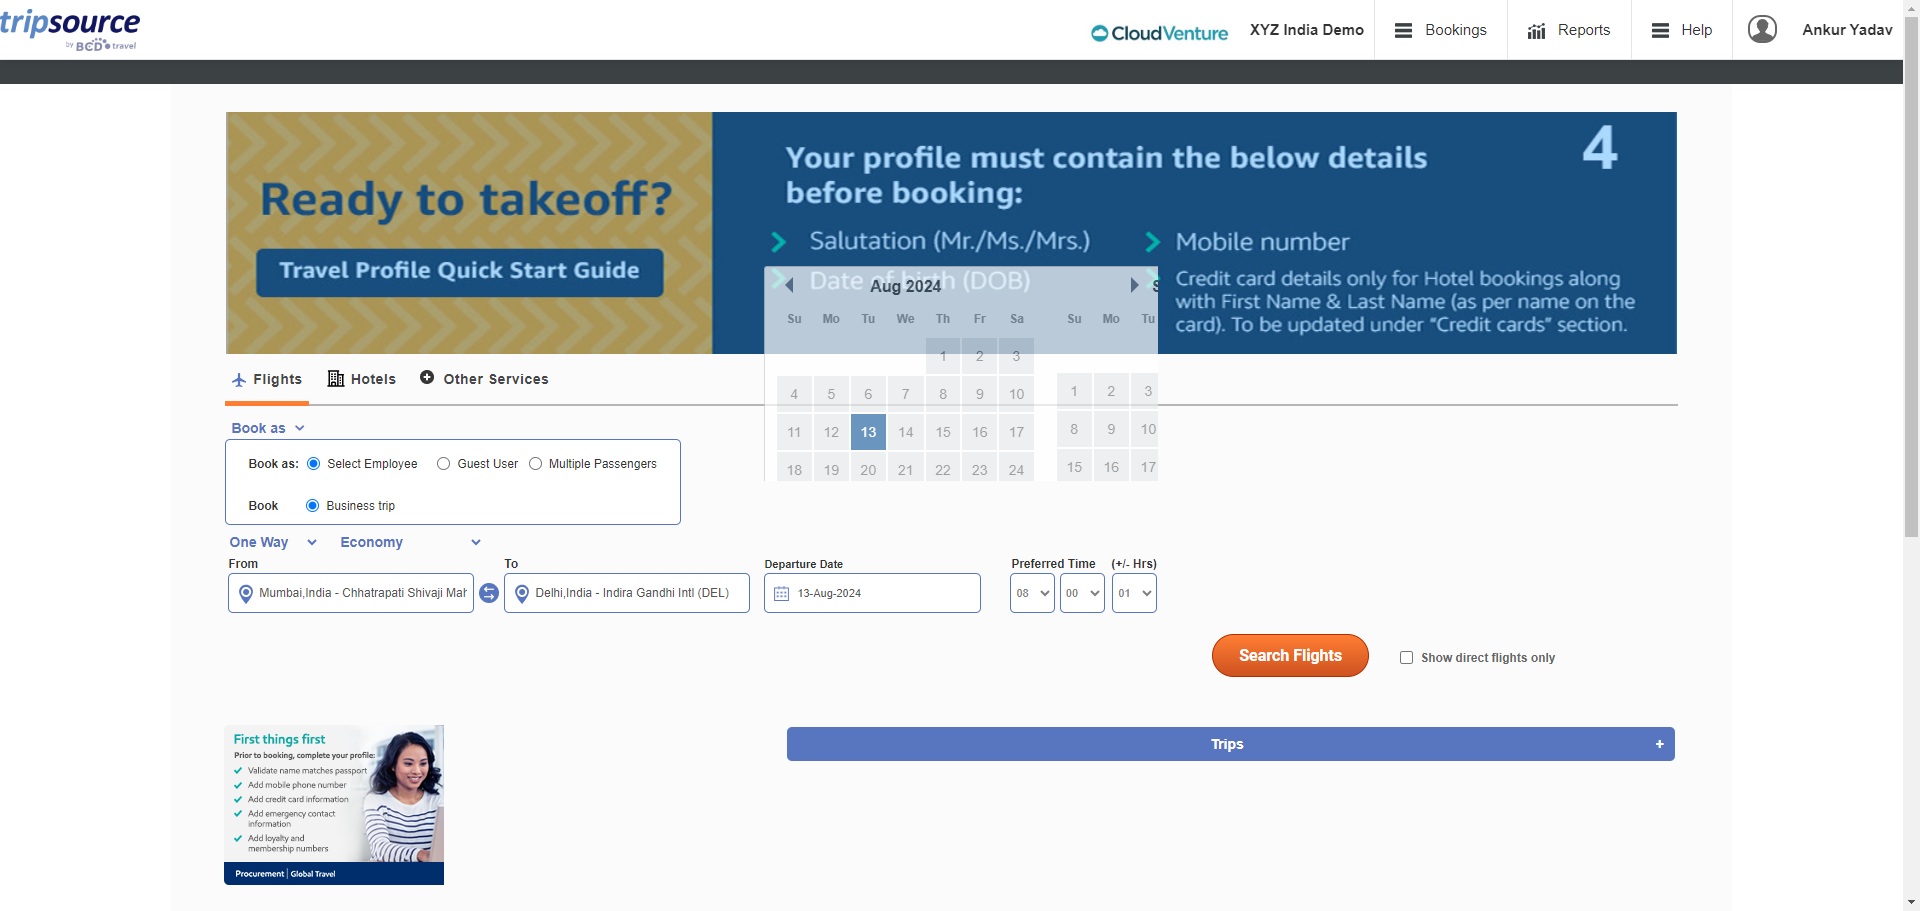 tripsource
by BCD travel
CloudVenture
XYZ India Demo
Bookings
Reports
Help
Ankur Yadav
Ready to takeoff?
Travel Profile Quick Start Guide
Your profile must contain the below details
before booking:
4
Salutation (Mr./Ms./Mrs.)
Date of birth (DOB)
Mobile number
Credit card details only for Hotel bookings along
with First Name & Last Name (as per name on the
card). To be updated under “Credit cards” section.
Aug 2024
S
Su Mo Tu We Th Fr Sa
1 2 3
4 5 6 7 8 9 10
11 12 13 14 15 16 17
18 19 20 21 22 23 24
Su Mo Tu
1 2 3
8 9 10
15 16 17
Flights
Hotels
Other Services
Book as
Book as: Select Employee Guest User Multiple Passengers
Book Business trip
One Way Economy
From
To
Departure Date
Preferred Time
(+/- Hrs)
Mumbai,India - Chhatrapati Shivaji Mah
Delhi,India - Indira Gandhi Intl (DEL)
13-Aug-2024
08
00
01
Search Flights
Show direct flights only
First things first
Prior to booking, complete your profile:
Validate name matches passport
Add mobile phone number
Add credit card information
Add emergency contact
information
Add loyalty and
membership numbers
Procurement | Global Travel
Trips
+